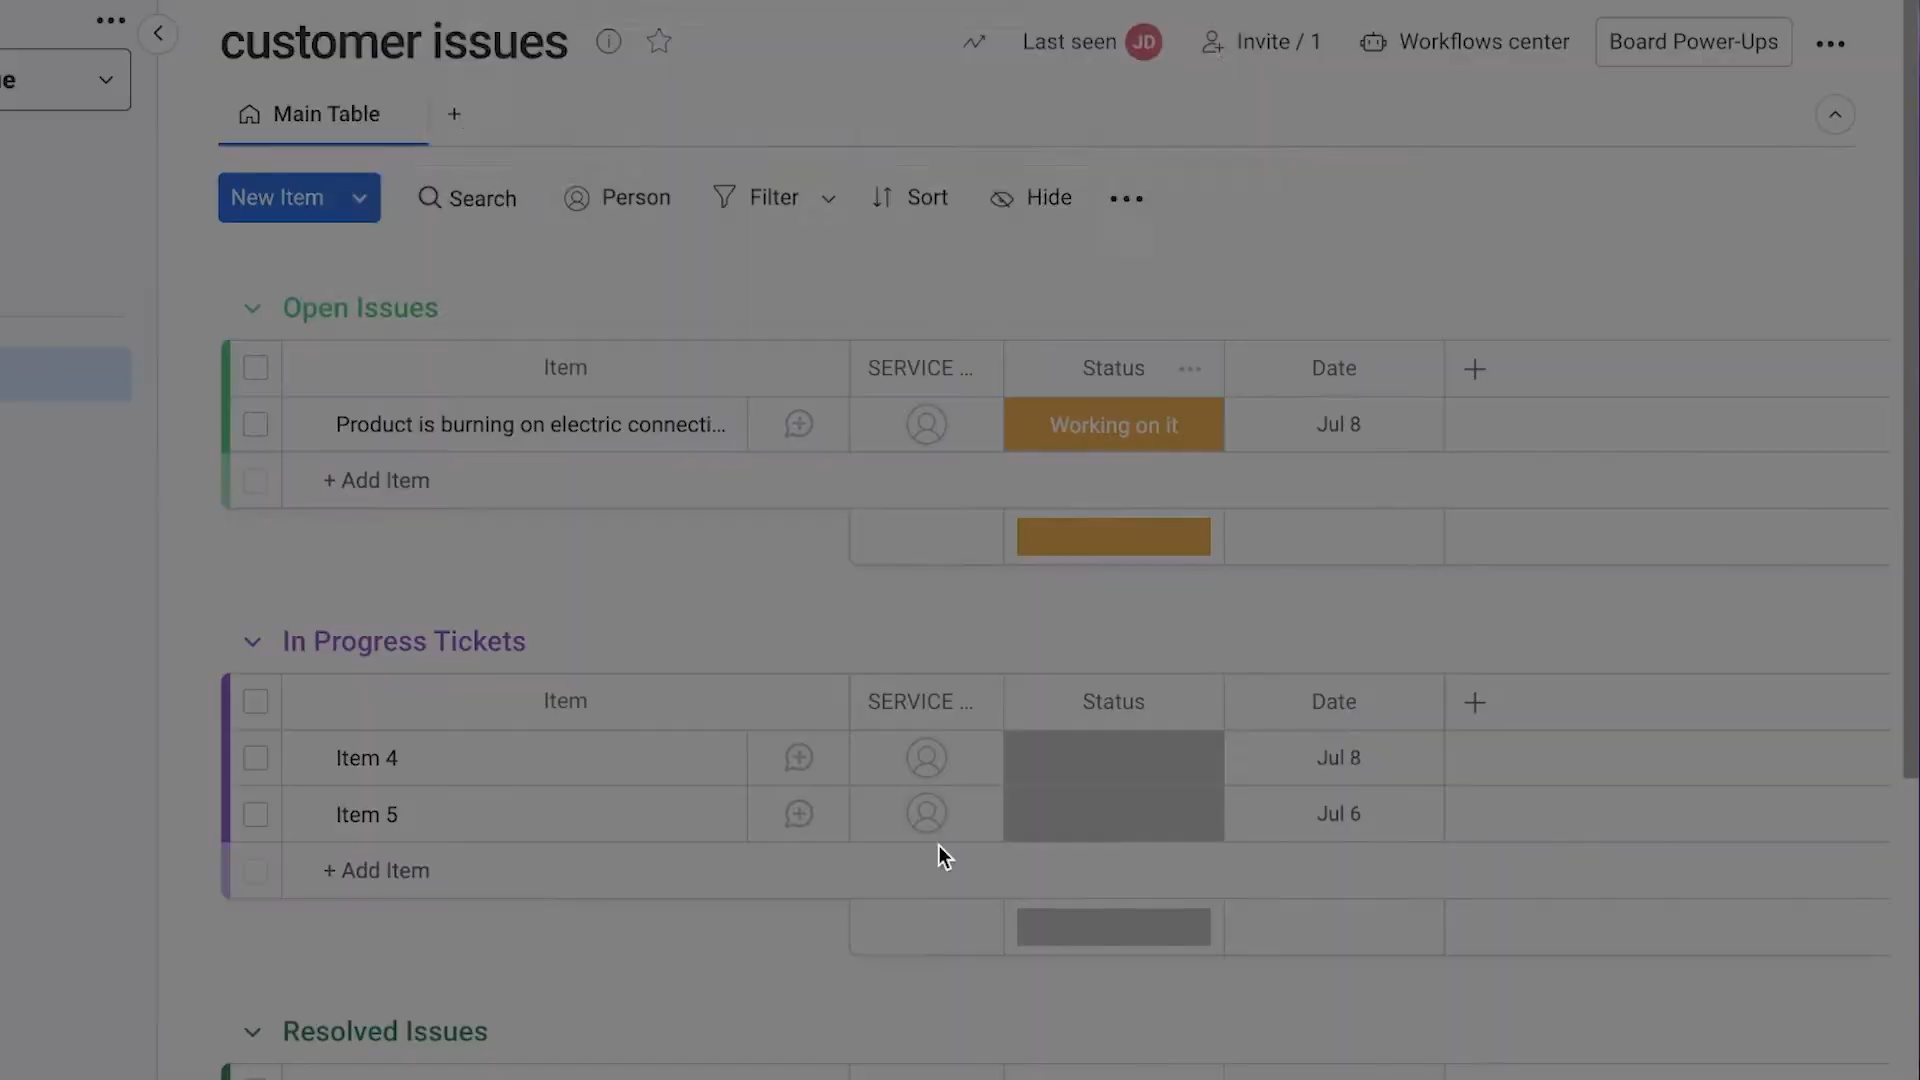 customer issues
Last seen JD Invite / 1 Workflows center Board Power-Ups
e
Main Table
New Item Search Person Filter Sort Hide
Open Issues
Item SERVICE ... Status Date
Product is burning on electric connecti... Working on it Jul 8
+ Add Item
In Progress Tickets
Item SERVICE ... Status Date
Item 4 Jul 8
Item 5 Jul 6
+ Add Item
Resolved Issues